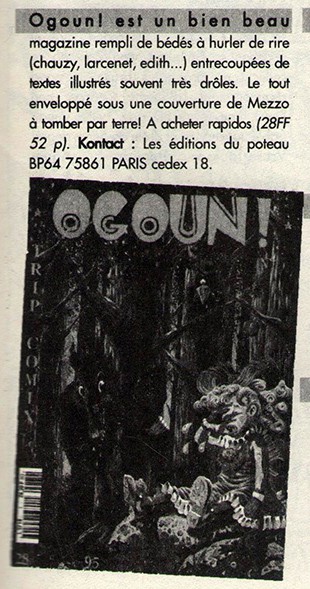 Ogoun! est un bien beau
magazine rempli de bédés à hurler de rire
(chauzy, larcenet, edith...) entrecoupées de
textes illustrés souvent très drôles. Le tout
enveloppé sous une couverture de Mezzo
à tomber par terre! A acheter rapidos (28FF
52 p). Kontact : Les éditions du poteau
BP64 75861 PARIS cedex 18.
OGOUN!
TRIP COMIX
95